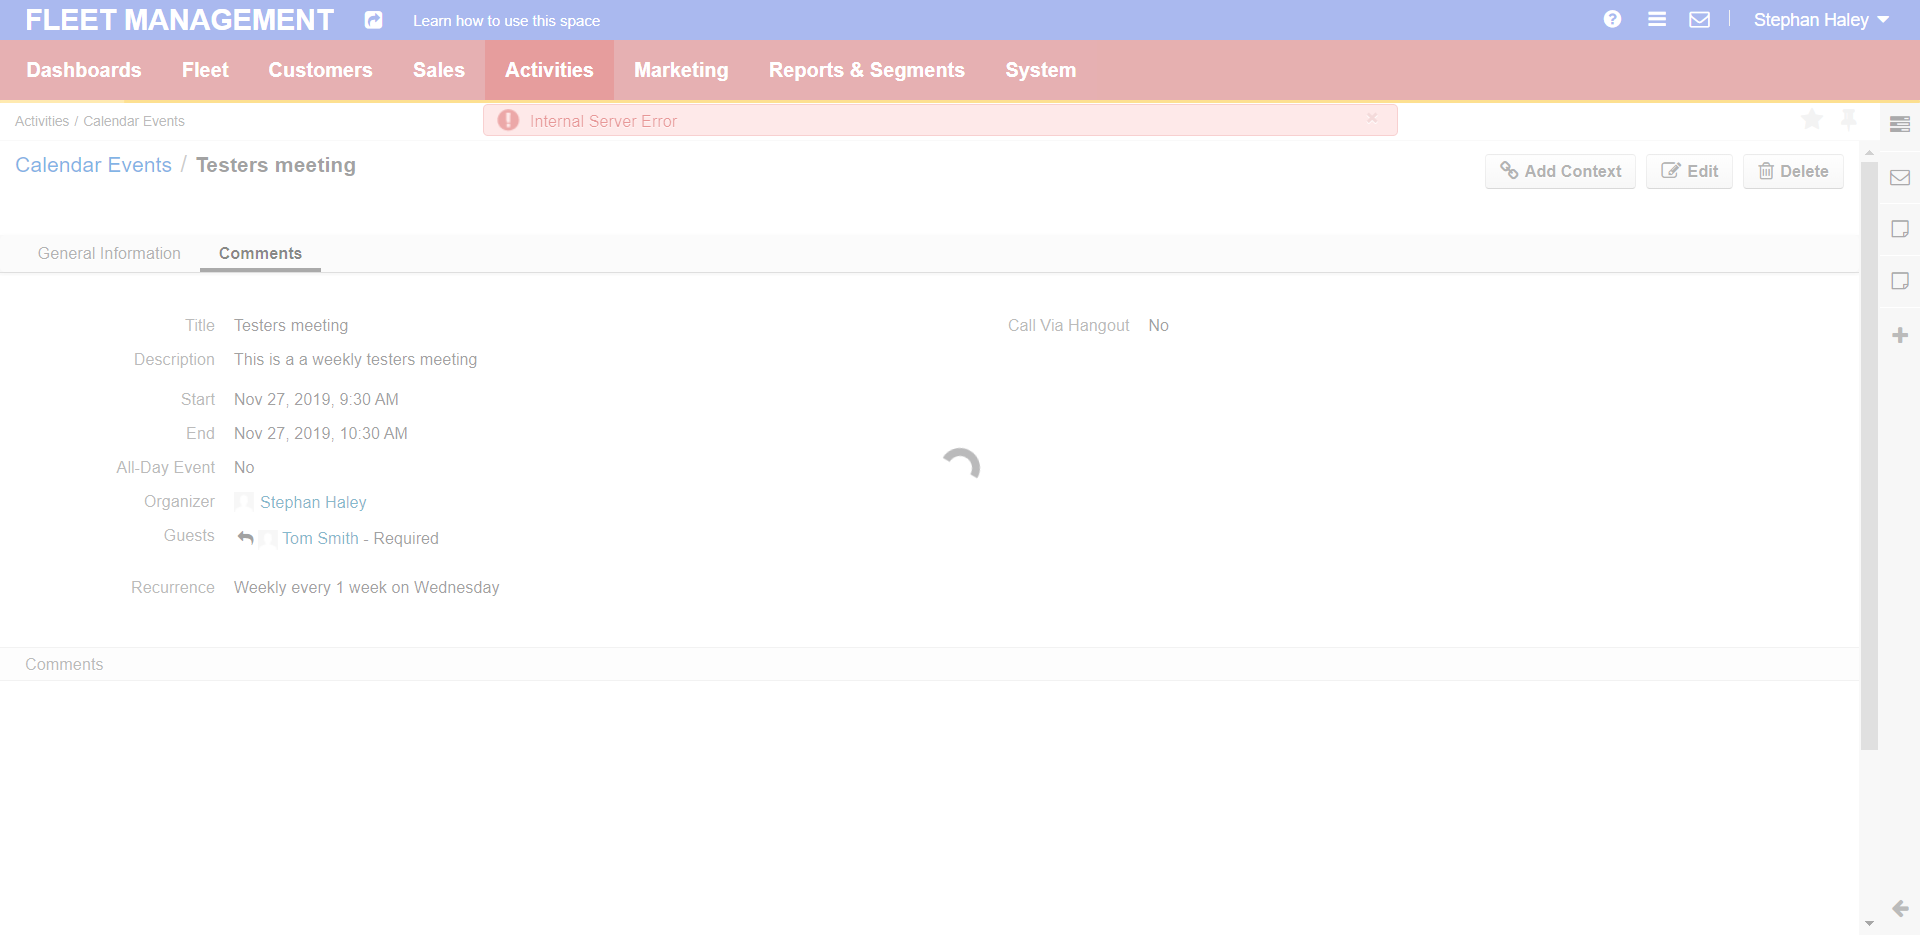 FLEET MANAGEMENT Learn how to use this space Stephan Haley
Dashboards Fleet Customers Sales Activities Marketing Reports & Segments System
Activities / Calendar Events
Internal Server Error ×
Calendar Events / Testers meeting
Add Context Edit Delete
General Information Comments
Title Testers meeting Call Via Hangout No
Description This is a a weekly testers meeting
Start Nov 27, 2019, 9:30 AM
End Nov 27, 2019, 10:30 AM
All-Day Event No
Organizer Stephan Haley
Guests Tom Smith - Required
Recurrence Weekly every 1 week on Wednesday
Comments